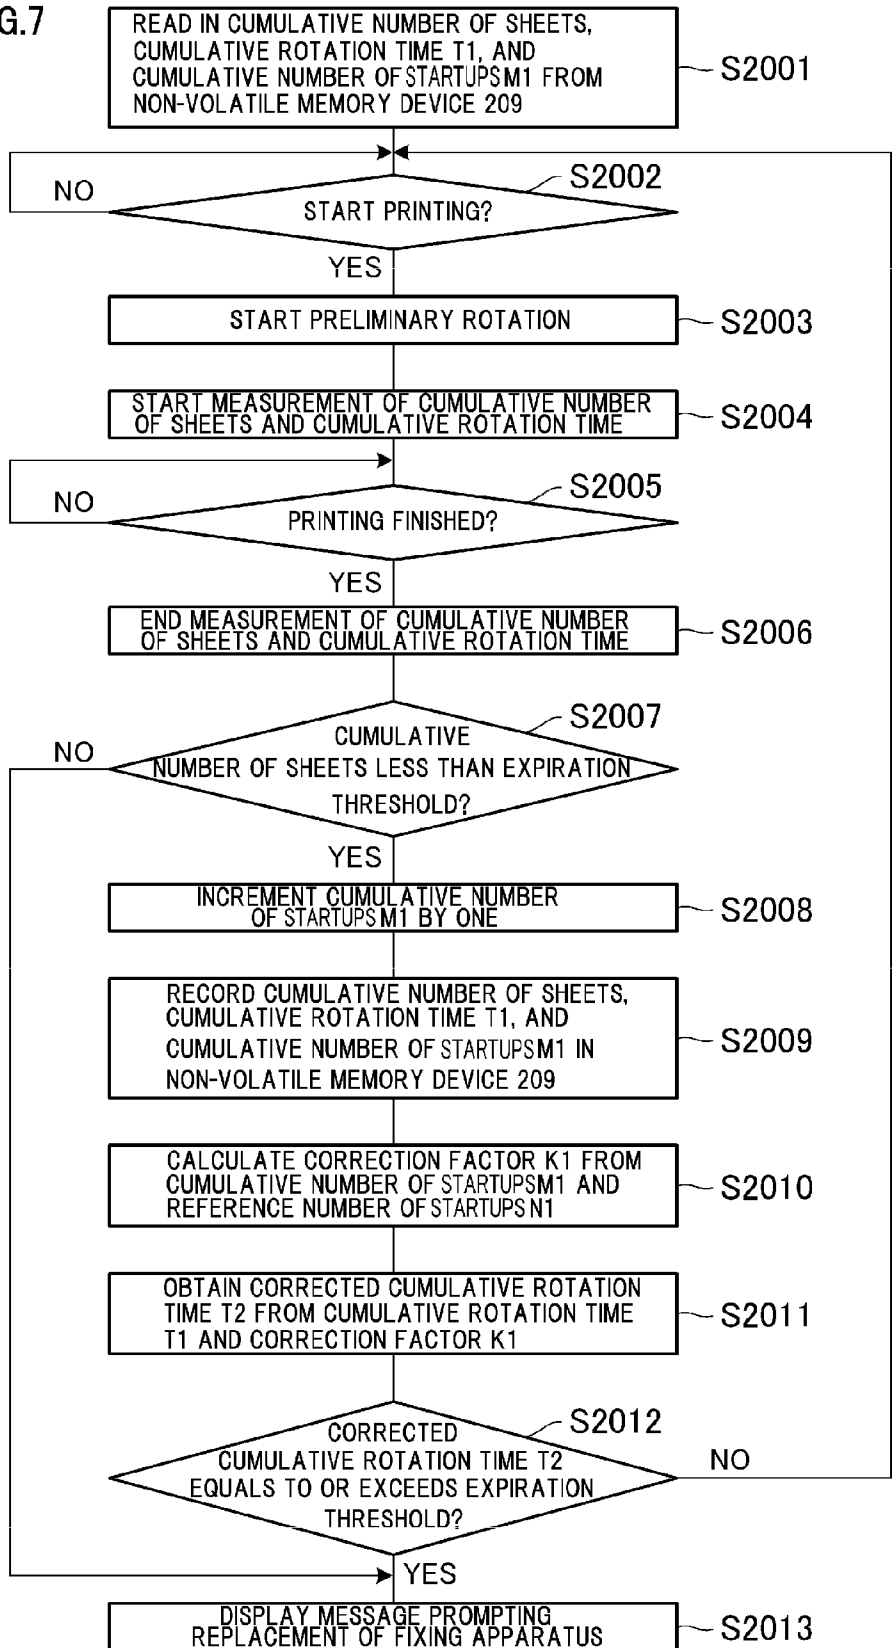 G.7
READ IN CUMULATIVE NUMBER OF SHEETS,
CUMULATIVE ROTATION TIME T1, AND
CUMULATIVE NUMBER OF STARTUPS M1 FROM
NON-VOLATILE MEMORY DEVICE 209
S2001
S2002
NO
START PRINTING?
YES
START PRELIMINARY ROTATION
S2003
START MEASUREMENT OF CUMULATIVE NUMBER
OF SHEETS AND CUMULATIVE ROTATION TIME
S2004
S2005
NO
PRINTING FINISHED?
YES
END MEASUREMENT OF CUMULATIVE NUMBER
OF SHEETS AND CUMULATIVE ROTATION TIME
S2006
S2007
NO
CUMULATIVE
NUMBER OF SHEETS LESS THAN EXPIRATION
THRESHOLD?
YES
INCREMENT CUMULATIVE NUMBER
OF STARTUPS M1 BY ONE
S2008
RECORD CUMULATIVE NUMBER OF SHEETS,
CUMULATIVE ROTATION TIME T1, AND
CUMULATIVE NUMBER OF STARTUPS M1 IN
NON-VOLATILE MEMORY DEVICE 209
S2009
CALCULATE CORRECTION FACTOR K1 FROM
CUMULATIVE NUMBER OF STARTUPS M1 AND
REFERENCE NUMBER OF STARTUPS N1
S2010
OBTAIN CORRECTED CUMULATIVE ROTATION
TIME T2 FROM CUMULATIVE ROTATION TIME
T1 AND CORRECTION FACTOR K1
S2011
S2012
CORRECTED
CUMULATIVE ROTATION TIME T2
EQUALS TO OR EXCEEDS EXPIRATION
THRESHOLD?
NO
YES
DISPLAY MESSAGE PROMPTING
REPLACEMENT OF FIXING APPARATUS
S2013